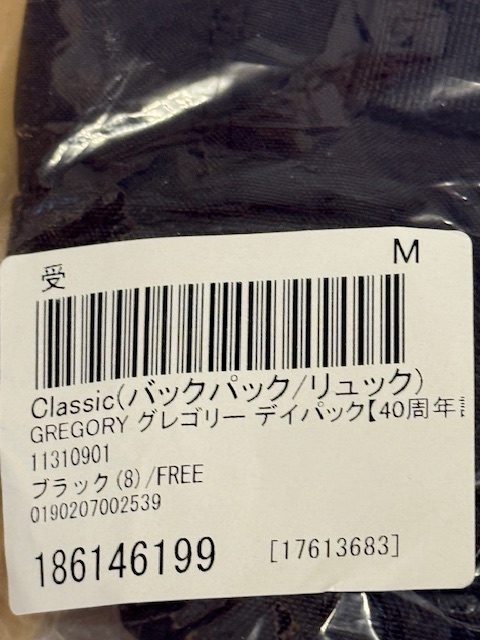 受 M
Classic(バックパック/リュック)
GREGORY グレゴリー デイパック【40周年
11310901
ブラック(8)/FREE
0190207002539
186146199 [17613683]